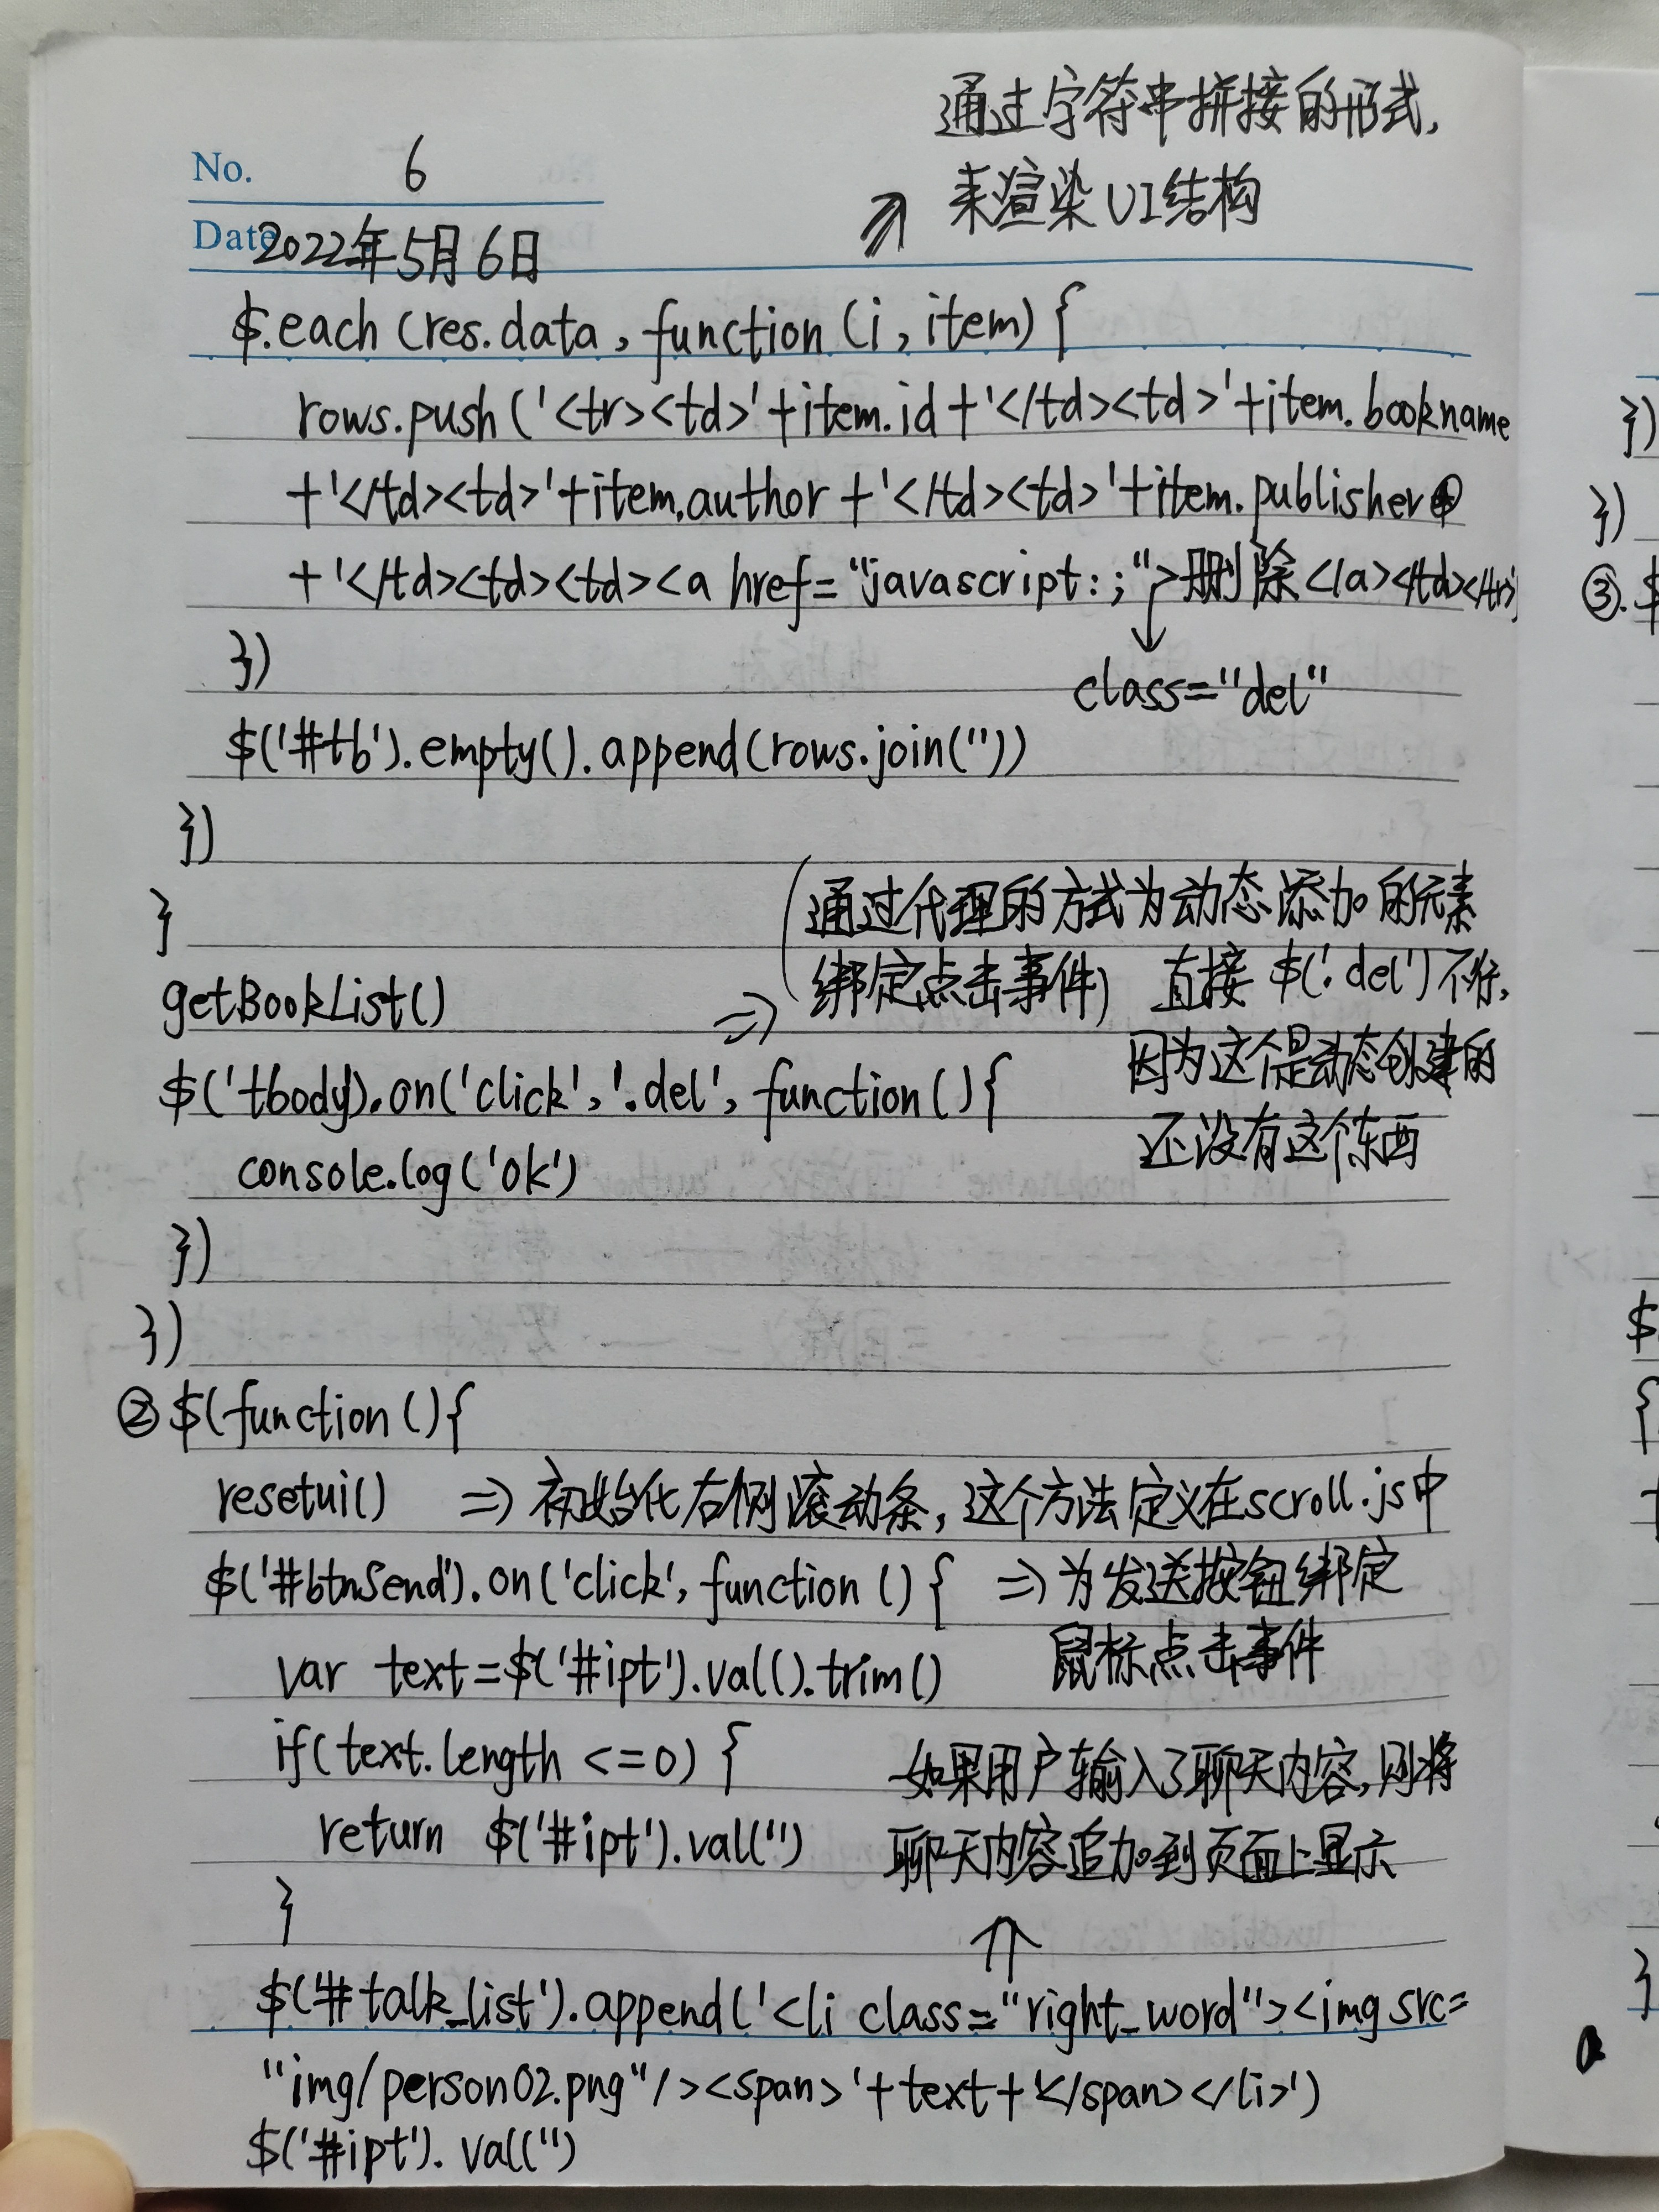 通过字符串拼接的形式,
来渲染UI结构
No. 6
Date 2022年5月6日
$.each(res.data, function(i, item){
rows.push('<tr><td>'+item.id+'</td><td>'+item.bookname
+'</td><td>'+item.author+'</td><td>'+item.publisher+
+'</td><td><td><a href="javascript:;">删除</a></td></tr>
})
class="del"
$('#tb').empty().append(rows.join(''))
})
}
(通过代理的方式为动态添加的元素
绑定点击事件) 直接$('.del')不行,
getBookList() =>
因为这个是动态创建的
$('tbody').on('click', '.del', function(){
还没有这个东西
console.log('ok')
})
})
②$(function(){
resetui() => 初始化右侧滚动条,这个方法定义在scroll.js中
$('#btnSend').on('click', function(){ => 为发送按钮绑定
鼠标点击事件
var text=$('#ipt').val().trim()
if(text.length <=0){
如果用户输入了聊天内容,则将
return $('#ipt').val('')
聊天内容追加到页面上显示
}
$('#talk_list').append('<li class="right_word"><img src=
"img/person02.png"/><span>'+text+'</span></li>')
$('#ipt').val('')
})
})
③.$
$
{
}